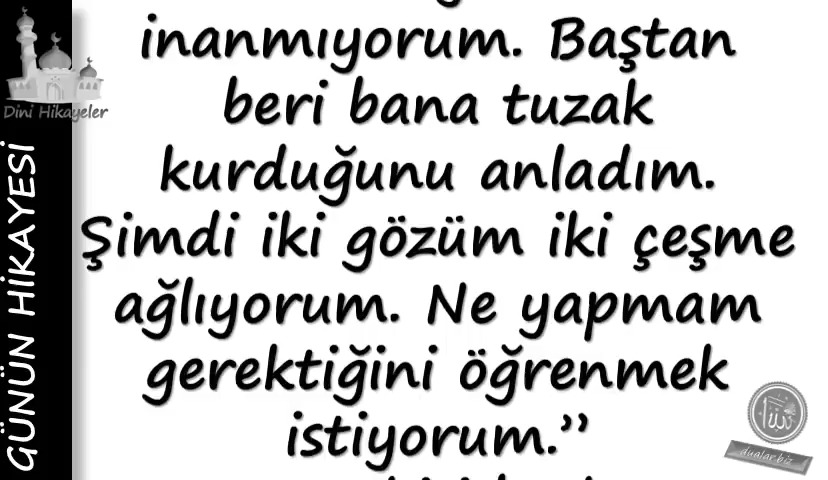 inanmıyorum. Baştan
beri bana tuzak
kurduğunu anladım.
Şimdi iki gözüm iki çeşme
ağlıyorum. Ne yapmam
gerektiğini öğrenmek
istiyorum.”
Dini Hikayeler
GÜNÜN HİKAYESİ
dualar.biz